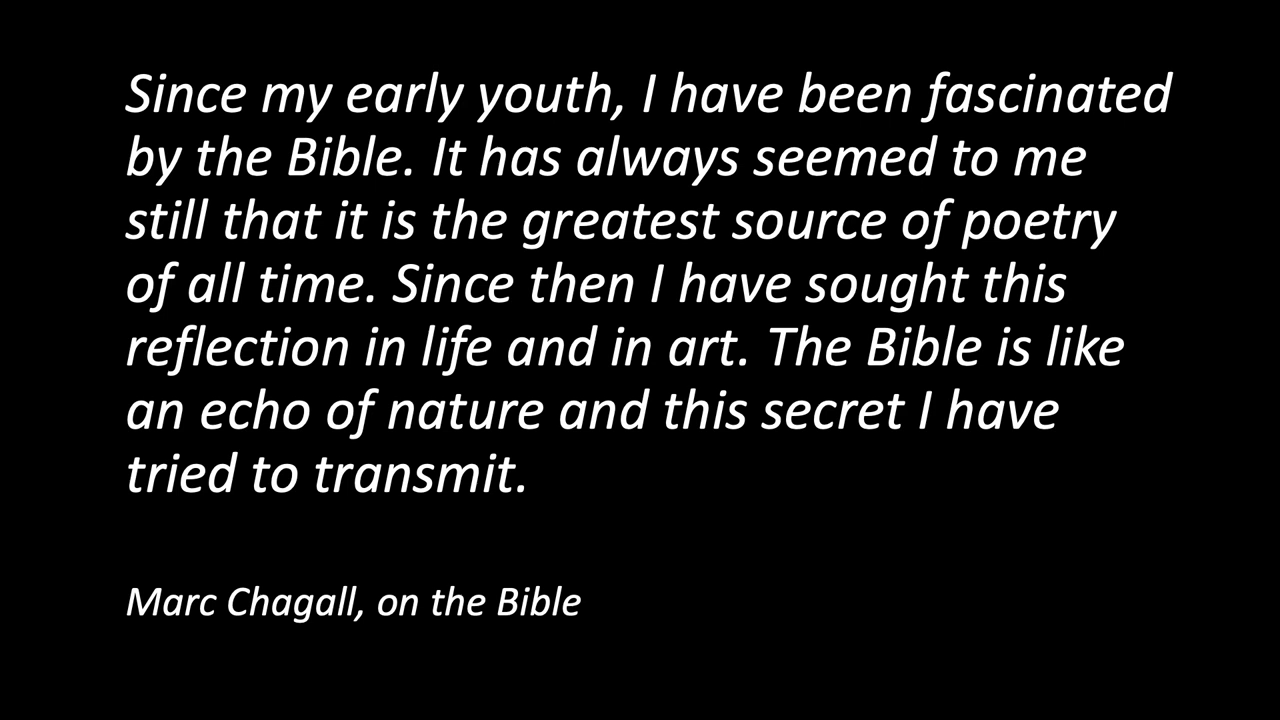 Since my early youth, I have been fascinated
by the Bible. It has always seemed to me
still that it is the greatest source of poetry
of all time. Since then I have sought this
reflection in life and in art. The Bible is like
an echo of nature and this secret I have
tried to transmit.
Marc Chagall, on the Bible